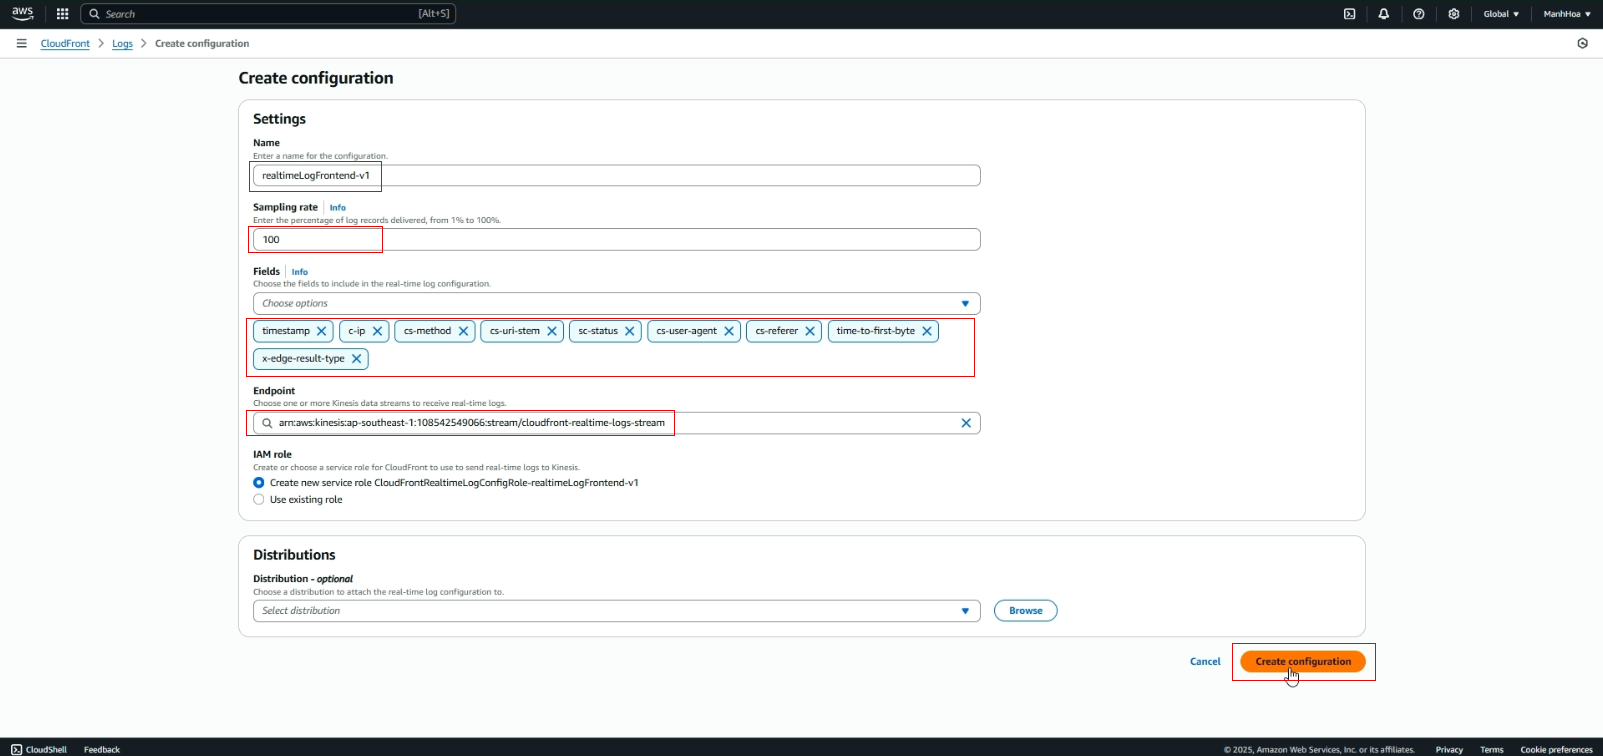 aws
Search [Alt+S]
Global
ManhHoa
CloudFront > Logs > Create configuration
Create configuration
Settings
Name
Enter a name for the configuration.
realtimeLogFrontend-v1
Sampling rate Info
Enter the percentage of log records delivered, from 1% to 100%.
100
Fields Info
Choose the fields to include in the real-time log configuration.
Choose options
timestamp c-ip cs-method cs-uri-stem sc-status cs-user-agent cs-referer time-to-first-byte
x-edge-result-type
Endpoint
Choose one or more Kinesis data streams to receive real-time logs.
arn:aws:kinesis:ap-southeast-1:108542549066:stream/cloudfront-realtime-logs-stream
IAM role
Create or choose a service role for CloudFront to use to send real-time logs to Kinesis.
Create new service role CloudFrontRealtimeLogConfigRole-realtimeLogFrontend-v1
Use existing role
Distributions
Distribution - optional
Choose a distribution to attach the real-time log configuration to.
Select distribution
Browse
Cancel
Create configuration
CloudShell Feedback
© 2025, Amazon Web Services, Inc. or its affiliates. Privacy Terms Cookie preferences